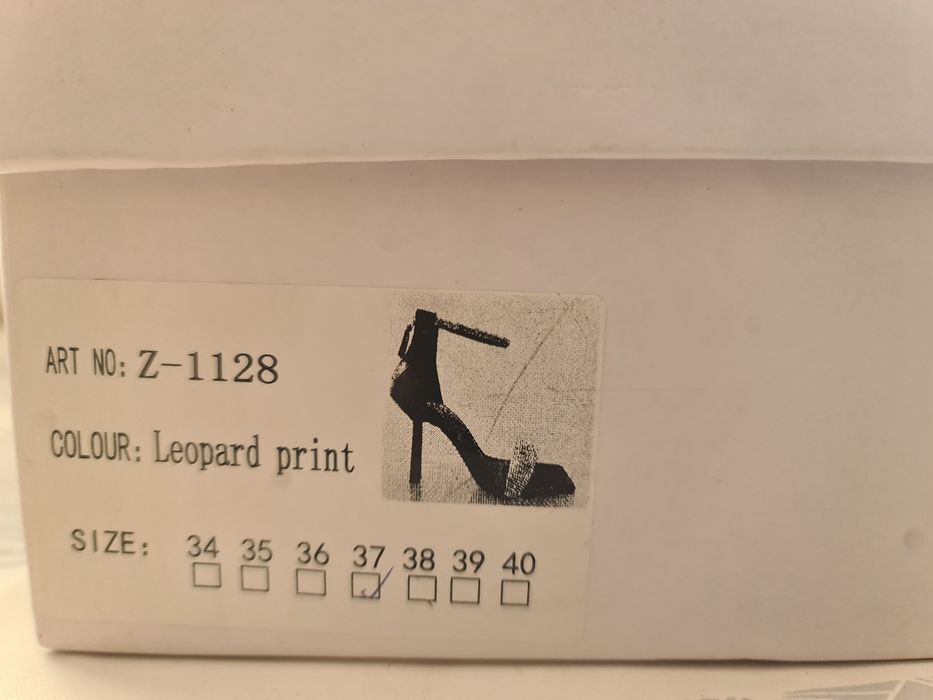 ART NO: Z-1128
COLOUR: Leopard print
SIZE: 34 35 36 37 38 39 40